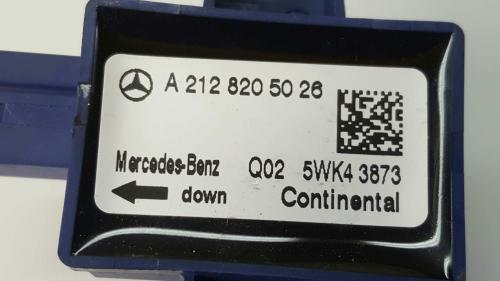 A 212 820 50 26
Mercedes-Benz Q02 5WK4 3873
down Continental